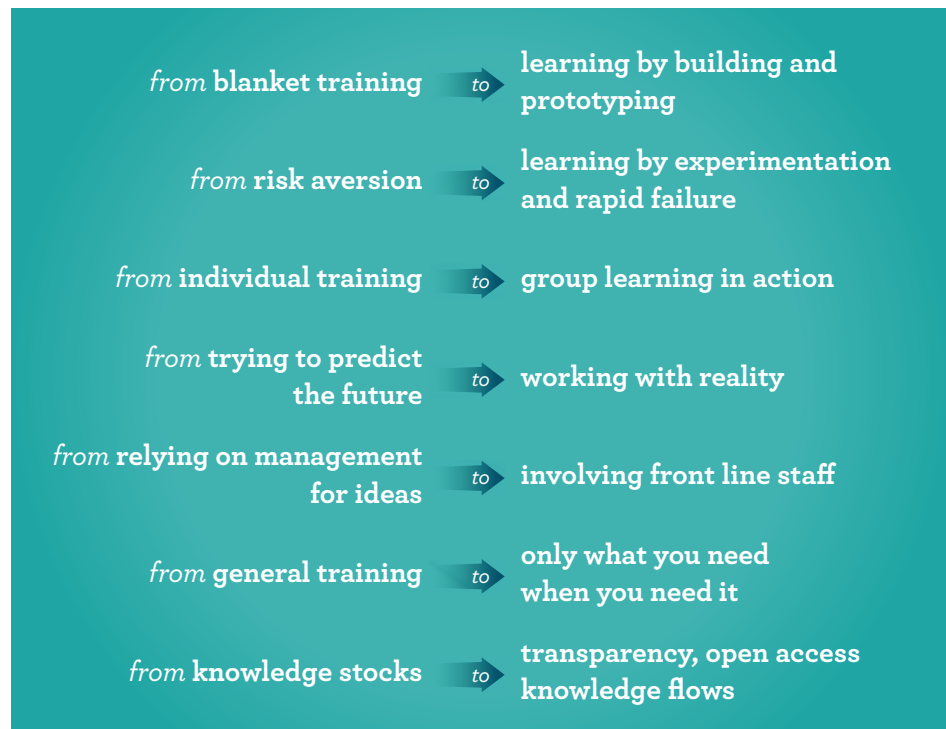 from blanket training to learning by building and
prototyping
from risk aversion to learning by experimentation
and rapid failure
from individual training to group learning in action
from trying to predict
the future to working with reality
from relying on management
for ideas to involving front line staff
from general training to only what you need
when you need it
from knowledge stocks to transparency, open access
knowledge flows